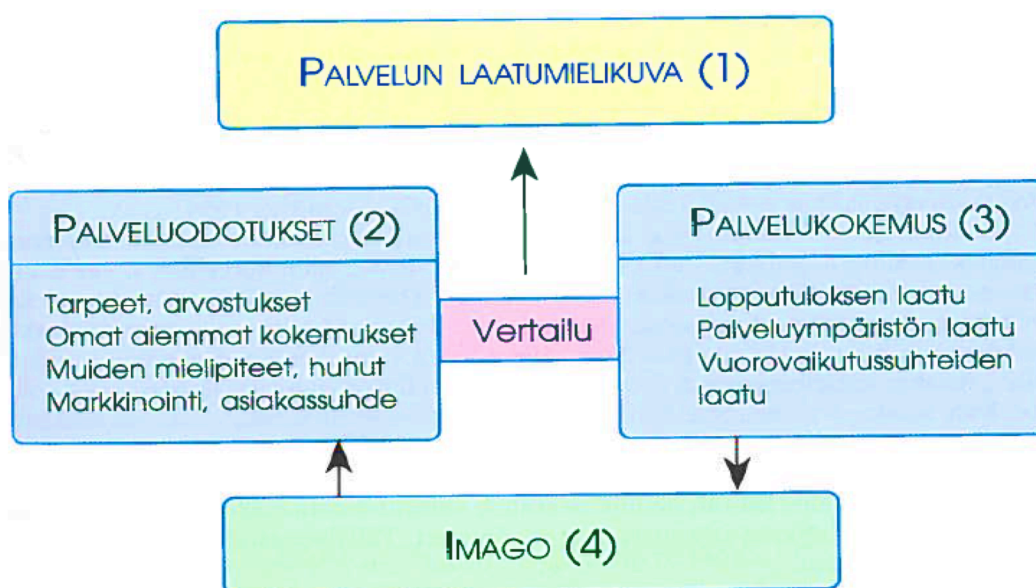 PALVELUN LAATUMIELIKUVA (1)
PALVELUODOTUKSET (2)
Tarpeet, arvostukset
Omat aiemmat kokemukset
Muiden mielipiteet, huhut
Markkinointi, asiakassuhde
Vertailu
PALVELUKOKEMUS (3)
Lopputuloksen laatu
Palveluympäristön laatu
Vuorovaikutussuhteiden
laatu
IMAGO (4)